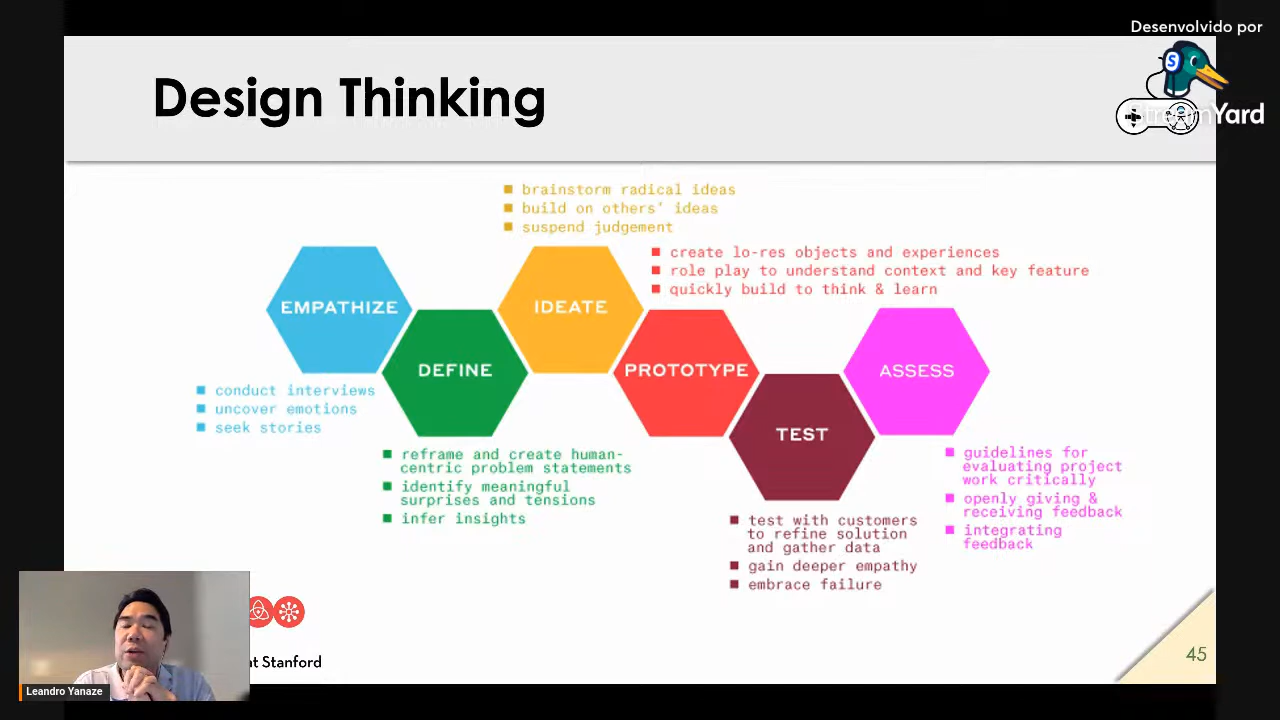 Desenvolvido por
StreamYard
Design Thinking
brainstorm radical ideas
build on others' ideas
suspend judgement
create lo-res objects and experiences
role play to understand context and key feature
quickly build to think & learn
EMPATHIZE
IDEATE
DEFINE
PROTOTYPE
ASSESS
TEST
conduct interviews
uncover emotions
seek stories
reframe and create human-
centric problem statements
identify meaningful
surprises and tensions
infer insights
guidelines for
evaluating project
work critically
openly giving &
receiving feedback
integrating
feedback
test with customers
to refine solution
and gather data
gain deeper empathy
embrace failure
at Stanford
45
Leandro Yanaze